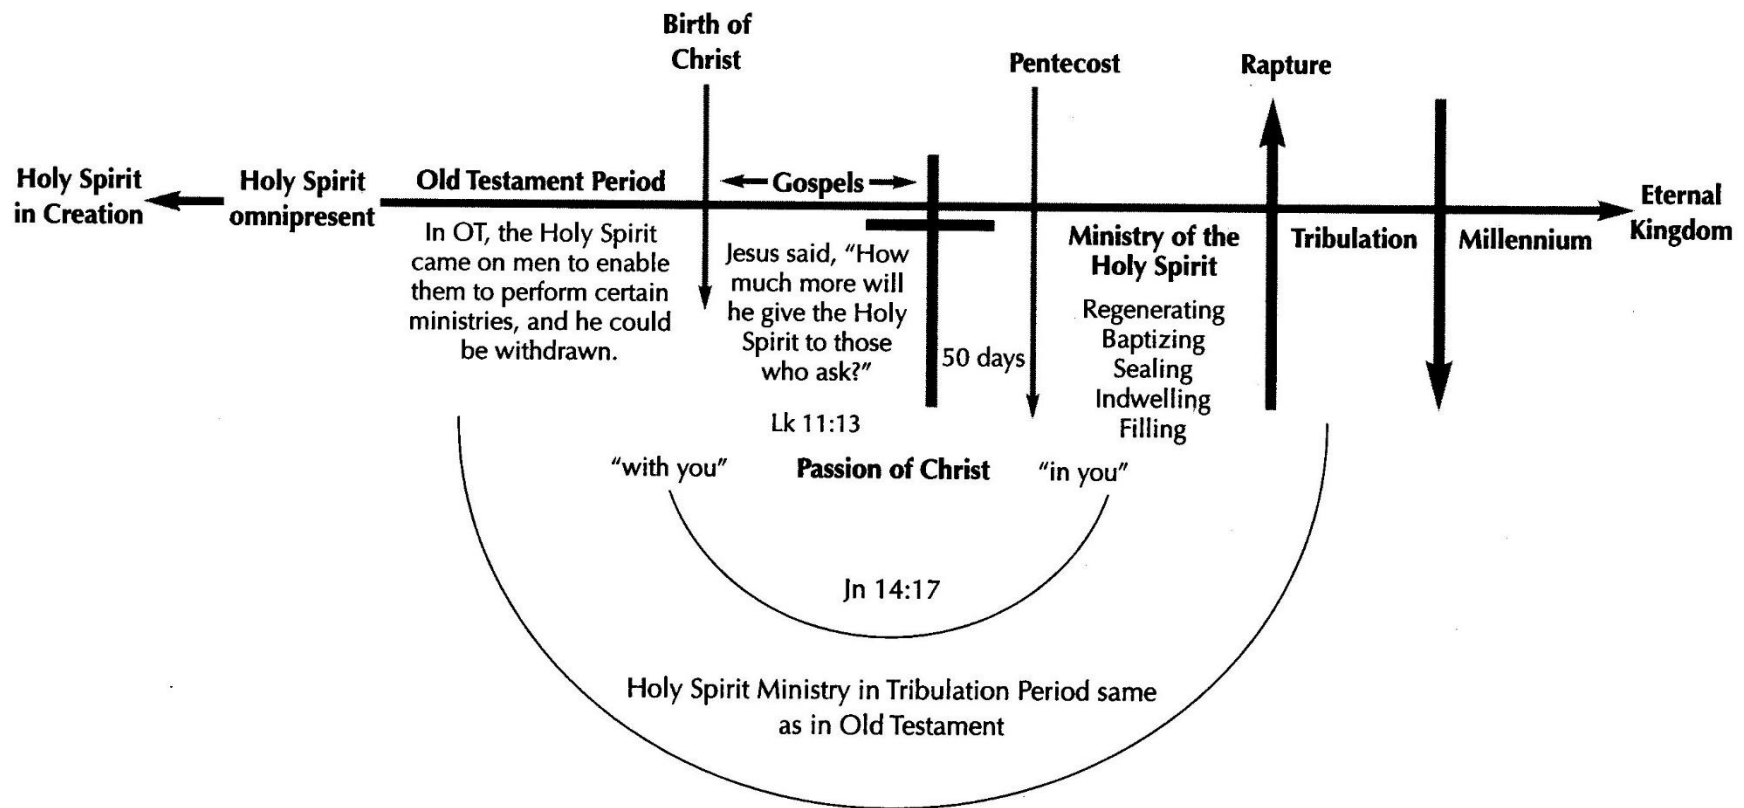 Birth of
Christ
Pentecost
Rapture
Holy Spirit
in Creation
Holy Spirit
omnipresent
Old Testament Period
Gospels
Eternal
Kingdom
In OT, the Holy Spirit
came on men to enable
them to perform certain
ministries, and he could
be withdrawn.
Jesus said, “How
much more will
he give the Holy
Spirit to those
who ask?”
Lk 11:13
50 days
Ministry of the
Holy Spirit
Regenerating
Baptizing
Sealing
Indwelling
Filling
Tribulation
Millennium
“with you”
Passion of Christ
“in you”
Jn 14:17
Holy Spirit Ministry in Tribulation Period same
as in Old Testament